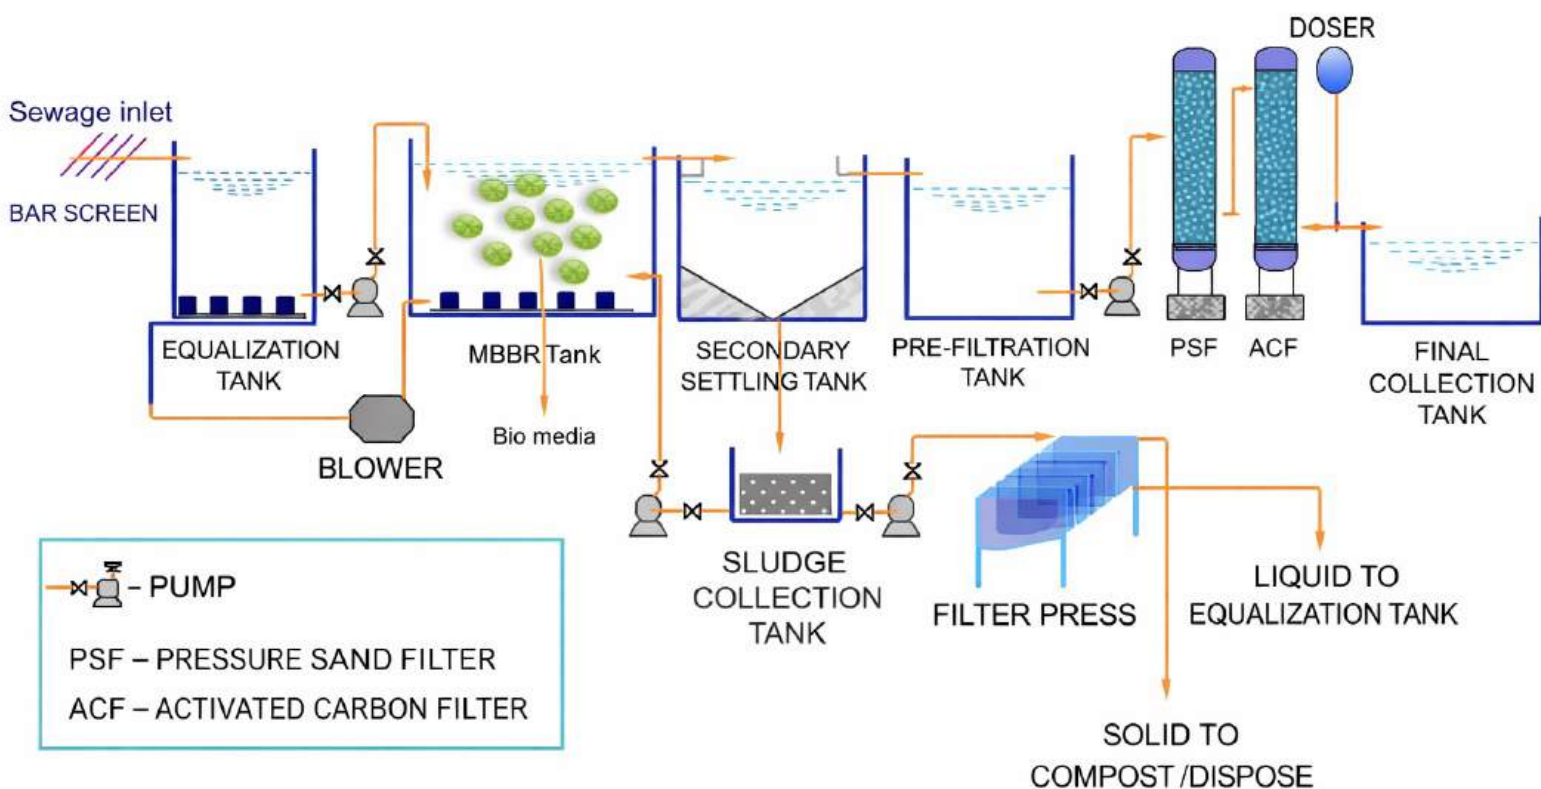 DOSER
Sewage inlet
BAR SCREEN
EQUALIZATION
TANK
MBBR Tank
SECONDARY
SETTLING TANK
PRE-FILTRATION
TANK
PSF
ACF
FINAL
COLLECTION
TANK
BLOWER
Bio media
SLUDGE
COLLECTION
TANK
FILTER PRESS
LIQUID TO
EQUALIZATION TANK
SOLID TO
COMPOST /DISPOSE
– PUMP
PSF – PRESSURE SAND FILTER
ACF – ACTIVATED CARBON FILTER